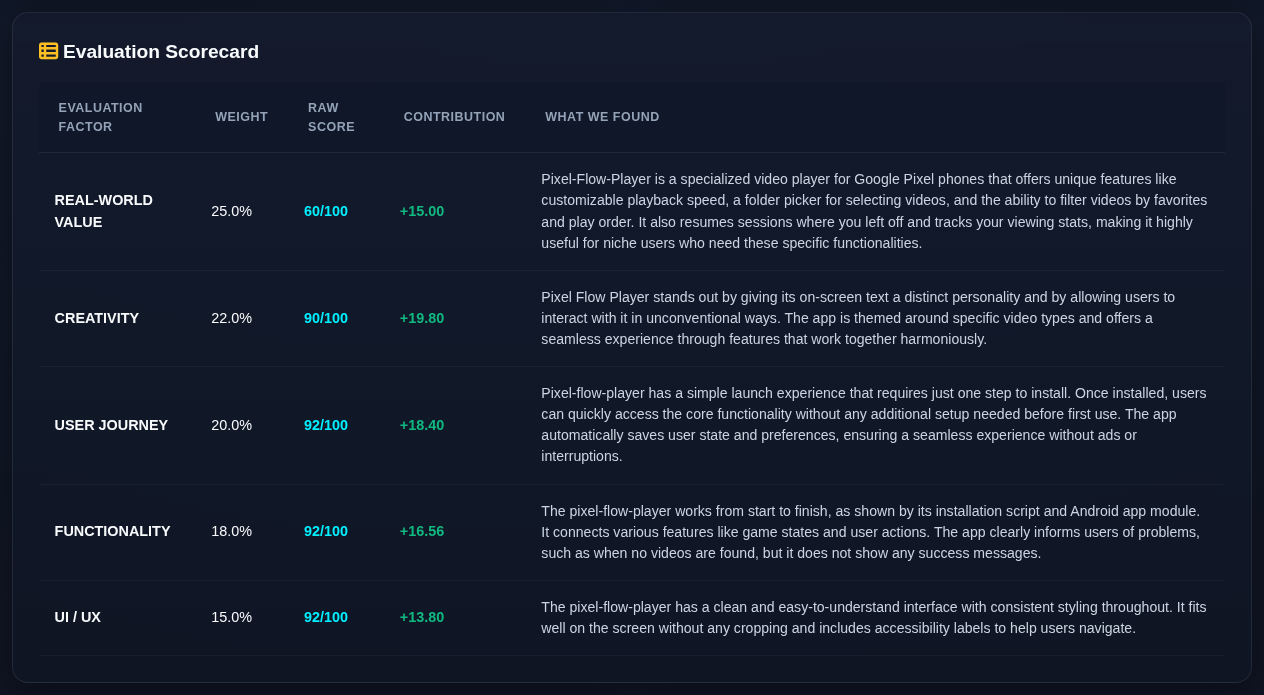 Evaluation Scorecard
EVALUATION
FACTOR
WEIGHT
RAW
SCORE
CONTRIBUTION
WHAT WE FOUND
REAL-WORLD
VALUE
25.0%
60/100
+15.00
Pixel-Flow-Player is a specialized video player for Google Pixel phones that offers unique features like
customizable playback speed, a folder picker for selecting videos, and the ability to filter videos by favorites
and play order. It also resumes sessions where you left off and tracks your viewing stats, making it highly
useful for niche users who need these specific functionalities.
CREATIVITY
22.0%
90/100
+19.80
Pixel Flow Player stands out by giving its on-screen text a distinct personality and by allowing users to
interact with it in unconventional ways. The app is themed around specific video types and offers a
seamless experience through features that work together harmoniously.
USER JOURNEY
20.0%
92/100
+18.40
Pixel-flow-player has a simple launch experience that requires just one step to install. Once installed, users
can quickly access the core functionality without any additional setup needed before first use. The app
automatically saves user state and preferences, ensuring a seamless experience without ads or
interruptions.
FUNCTIONALITY
18.0%
92/100
+16.56
The pixel-flow-player works from start to finish, as shown by its installation script and Android app module.
It connects various features like game states and user actions. The app clearly informs users of problems,
such as when no videos are found, but it does not show any success messages.
UI / UX
15.0%
92/100
+13.80
The pixel-flow-player has a clean and easy-to-understand interface with consistent styling throughout. It fits
well on the screen without any cropping and includes accessibility labels to help users navigate.